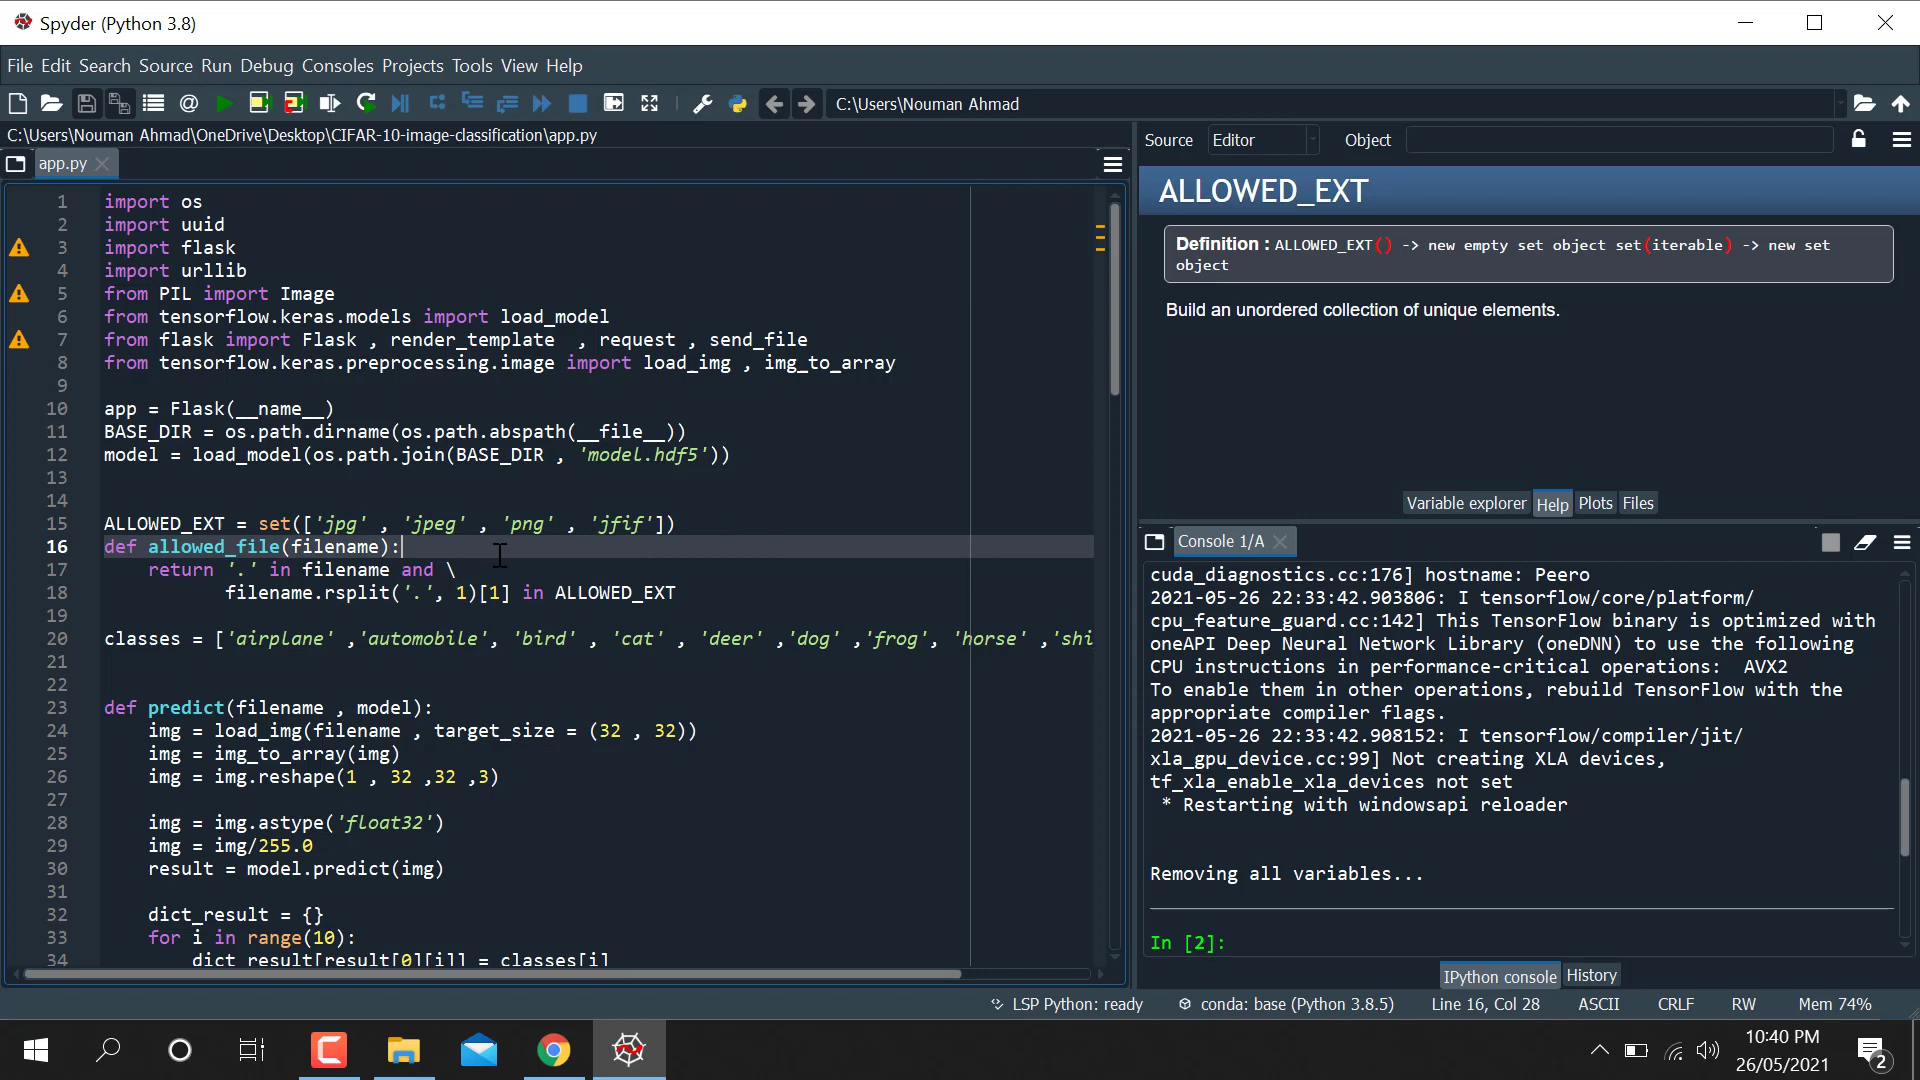 Spyder (Python 3.8)
File Edit Search Source Run Debug Consoles Projects Tools View Help
C:\Users\Nouman Ahmad
C:\Users\Nouman Ahmad\OneDrive\Desktop\CIFAR-10-image-classification\app.py
app.py
1 import os
2 import uuid
3 import flask
4 import urllib
5 from PIL import Image
6 from tensorflow.keras.models import load_model
7 from flask import Flask , render_template  , request , send_file
8 from tensorflow.keras.preprocessing.image import load_img , img_to_array
9
10 app = Flask(__name__)
11 BASE_DIR = os.path.dirname(os.path.abspath(__file__))
12 model = load_model(os.path.join(BASE_DIR , 'model.hdf5'))
13
14
15 ALLOWED_EXT = set(['jpg' , 'jpeg' , 'png' , 'jfif'])
16 def allowed_file(filename):
17     return '.' in filename and \
18            filename.rsplit('.', 1)[1] in ALLOWED_EXT
19
20 classes = ['airplane' ,'automobile', 'bird' , 'cat' , 'deer' ,'dog' ,'frog', 'horse' ,'shi
21
22
23 def predict(filename , model):
24     img = load_img(filename , target_size = (32 , 32))
25     img = img_to_array(img)
26     img = img.reshape(1 , 32 ,32 ,3)
27
28     img = img.astype('float32')
29     img = img/255.0
30     result = model.predict(img)
31
32     dict_result = {}
33     for i in range(10):
34         dict_result[result[0][i]] = classes[i]
Source Editor Object
ALLOWED_EXT
Definition : ALLOWED_EXT() -> new empty set object set(iterable) -> new set
object
Build an unordered collection of unique elements.
Variable explorer Help Plots Files
Console 1/A
cuda_diagnostics.cc:176] hostname: Peero
2021-05-26 22:33:42.903806: I tensorflow/core/platform/
cpu_feature_guard.cc:142] This TensorFlow binary is optimized with
oneAPI Deep Neural Network Library (oneDNN) to use the following
CPU instructions in performance-critical operations:  AVX2
To enable them in other operations, rebuild TensorFlow with the
appropriate compiler flags.
2021-05-26 22:33:42.908152: I tensorflow/compiler/jit/
xla_gpu_device.cc:99] Not creating XLA devices,
tf_xla_enable_xla_devices not set
 * Restarting with windowsapi reloader
Removing all variables...
In [2]:
IPython console History
LSP Python: ready conda: base (Python 3.8.5) Line 16, Col 28 ASCII CRLF RW Mem 74%
10:40 PM
26/05/2021
2